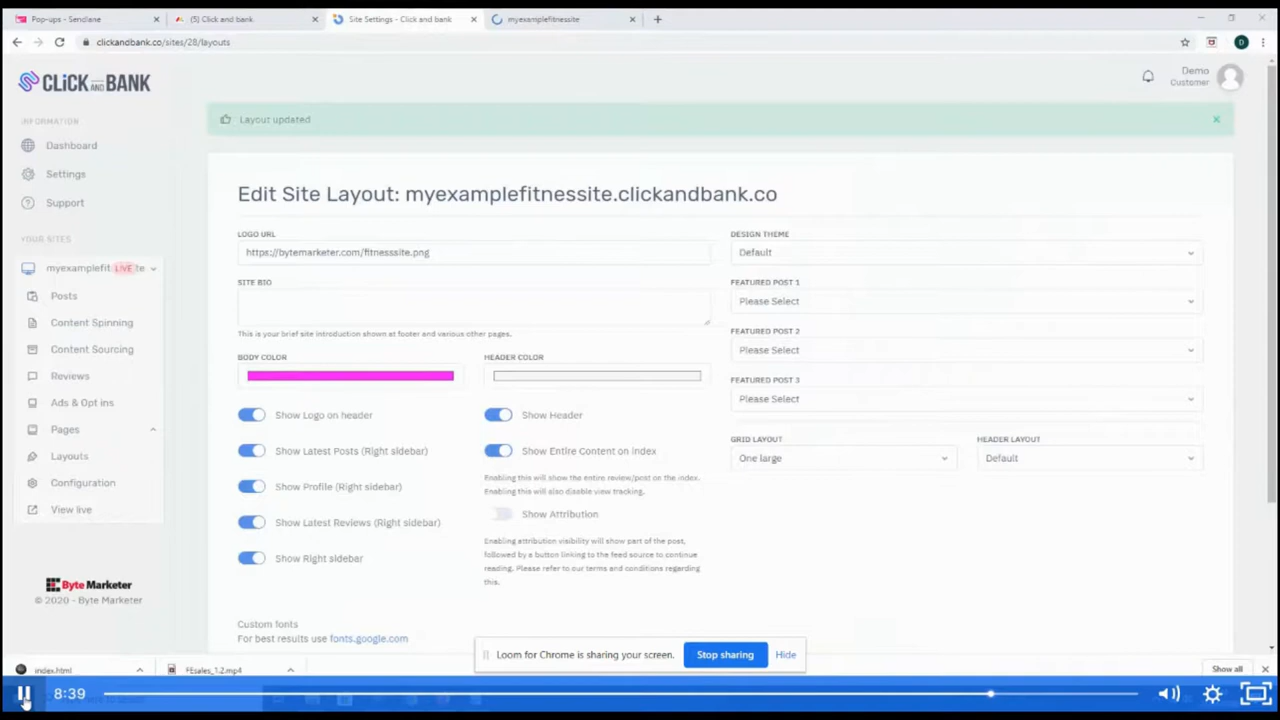 Pop-ups - Sendlane
(5) Click and bank
Site Settings - Click and bank
myexamplefitnessite
clickandbank.co/sites/28/layouts
D
CLiCK AND BANK
Demo
Customer
INFORMATION
Dashboard
Settings
Support
YOUR SITES
myexamplefit LIVE te
Posts
Content Spinning
Content Sourcing
Reviews
Ads & Opt ins
Pages
Layouts
Configuration
View live
Byte Marketer
© 2020 - Byte Marketer
Layout updated
Edit Site Layout: myexamplefitnessite.clickandbank.co
LOGO URL
https://bytemarketer.com/fitnesssite.png
SITE BIO
This is your brief site introduction shown at footer and various other pages.
BODY COLOR
HEADER COLOR
Show Logo on header
Show Header
Show Latest Posts (Right sidebar)
Show Entire Content on Index
Show Profile (Right sidebar)
Enabling this will show the entire review/post on the index.
Enabling this will also disable view tracking.
Show Latest Reviews (Right sidebar)
Show Attribution
Show Right sidebar
Enabling attribution visibility will show part of the post,
followed by a button linking to the feed source to continue
reading. Please refer to our terms and conditions regarding
this.
Custom fonts
For best results use fonts.google.com
DESIGN THEME
Default
FEATURED POST 1
Please Select
FEATURED POST 2
Please Select
FEATURED POST 3
Please Select
GRID LAYOUT
HEADER LAYOUT
One large
Default
Loom for Chrome is sharing your screen.
Stop sharing
Hide
index.html
FEsales_1.2.mp4
Show all
8:39